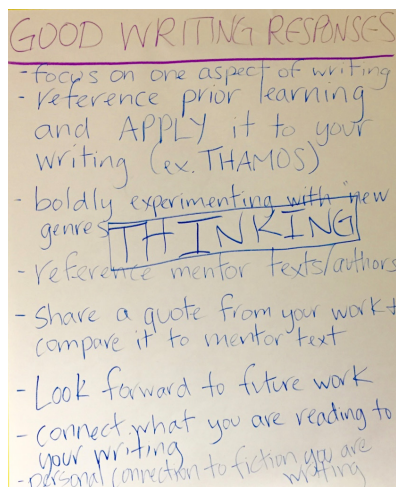 GOOD WRITING RESPONSES
- focus on one aspect of writing
- reference prior learning
and APPLY it to your
writing (ex. THAMOS)
- boldly experimenting with new
genres
THINKING
- reference mentor texts/authors
- Share a quote from your work +
compare it to mentor text
- Look forward to future work
- connect what you are reading to
your writing
- personal connection to fiction you are
writing